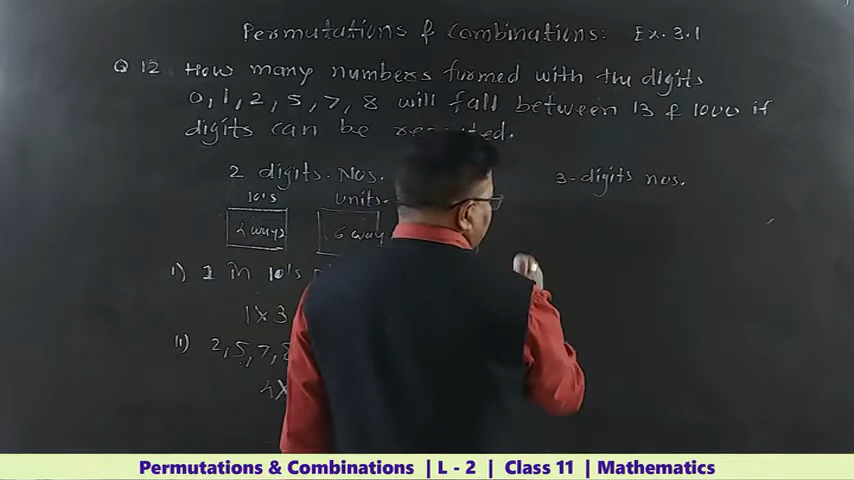 Permutations & Combinations: Ex. 3.1
Q 12 How many numbers formed with the digits
0, 1, 2, 5, 7, 8 will fall between 13 & 1000 if
digits can be repeated.
2 digits. Nos. 3-digits nos.
10's units.
4 ways 6 way
i) 1 in 10's
1 x 3
(ii) 2, 5, 7, 8
4x
Permutations & Combinations | L - 2 | Class 11 | Mathematics